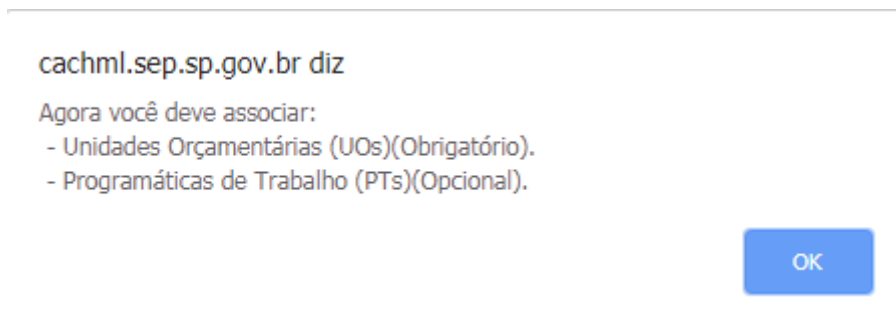 cachml.sep.sp.gov.br diz
Agora você deve associar:
- Unidades Orçamentárias (UOs)(Obrigatório).
- Programáticas de Trabalho (PTs)(Opcional).
OK